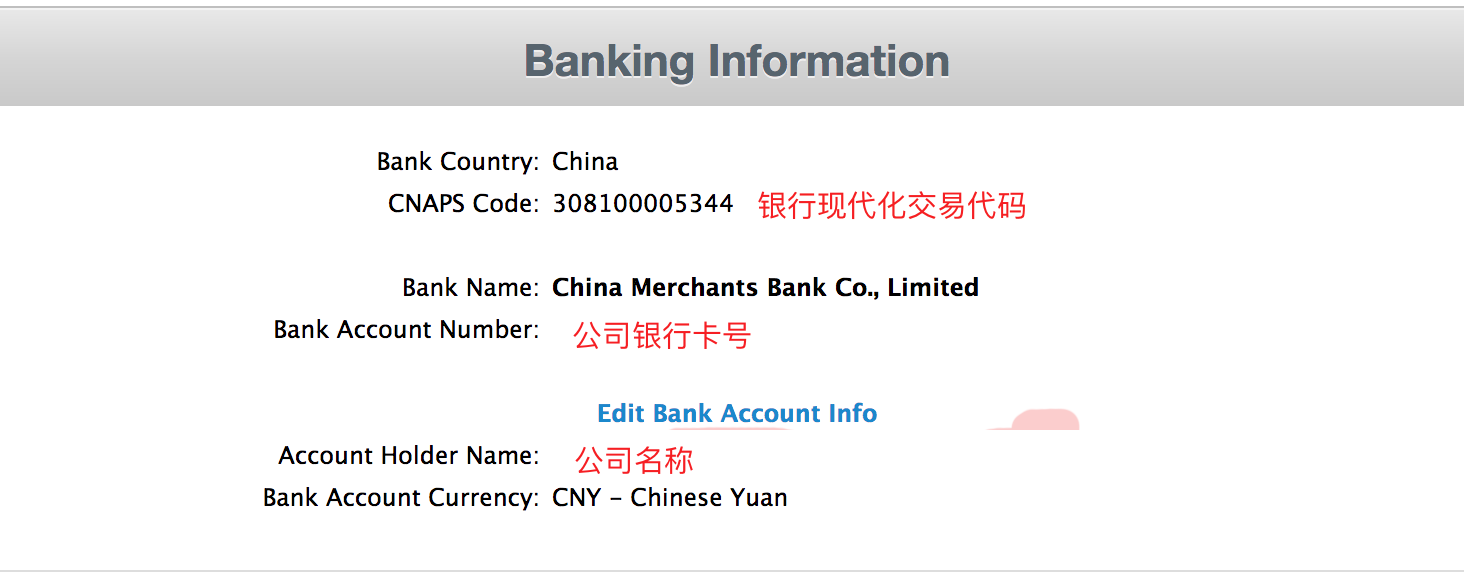 Banking Information
Bank Country: China
CNAPS Code: 308100005344 银行现代化交易代码
Bank Name: China Merchants Bank Co., Limited
Bank Account Number: 公司银行卡号
Edit Bank Account Info
Account Holder Name: 公司名称
Bank Account Currency: CNY – Chinese Yuan